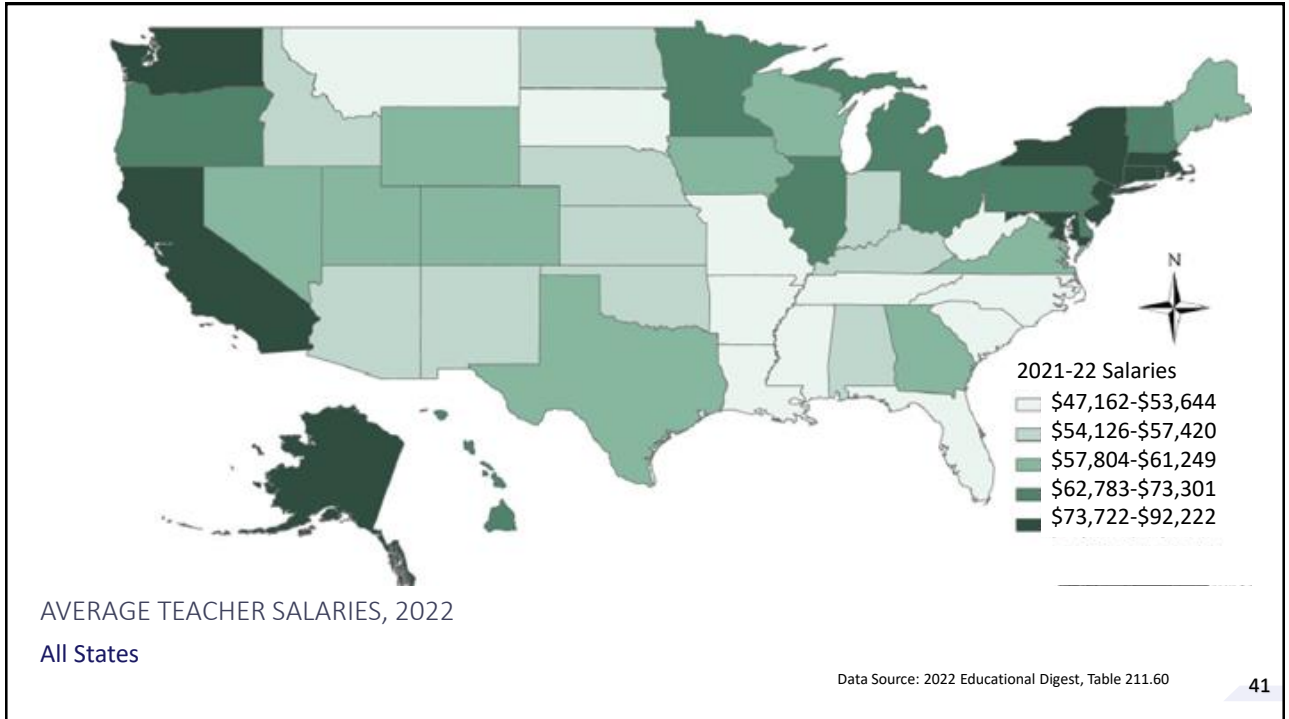 N
2021-22 Salaries
$47,162-$53,644
$54,126-$57,420
$57,804-$61,249
$62,783-$73,301
$73,722-$92,222
AVERAGE TEACHER SALARIES, 2022
All States
Data Source: 2022 Educational Digest, Table 211.60
41